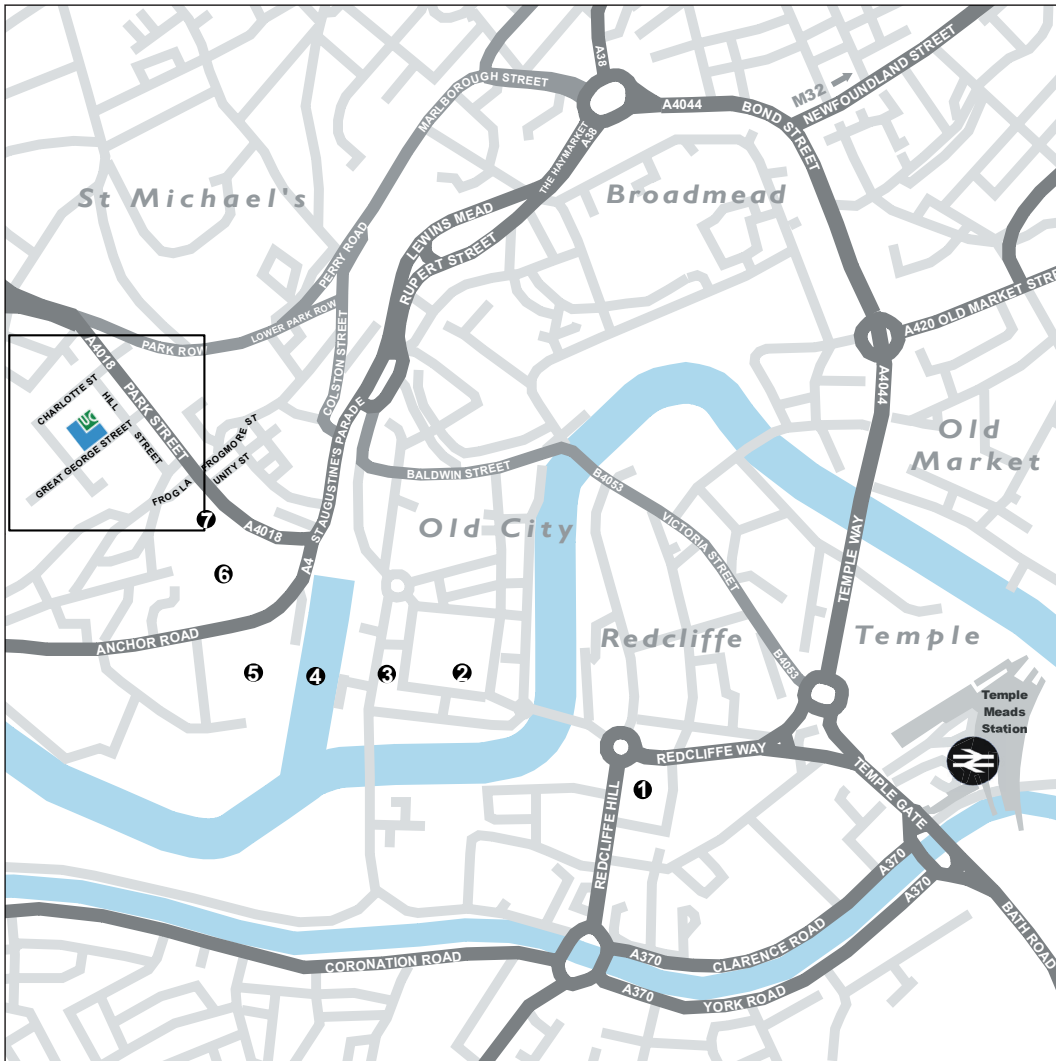 A38
MARLBOROUGH STREET
A4044
BOND STREET
M32
NEWFOUNDLAND STREET
THE HAYMARKET
A38
St Michael's
Broadmead
LEWINS MEAD
RUPERT STREET
PERRY ROAD
LOWER PARK ROW
COLSTON STREET
PARK ROW
A4018
PARK STREET
A420 OLD MARKET STRE
A4044
CHARLOTTE ST
HILL
STREET
LUC
GREAT GEORGE STREET
FROGMORE ST
UNITY ST
FROG LA
ST AUGUSTINE'S PARADE
BALDWIN STREET
B4053
VICTORIA STREET
Old
Market
Old City
7
A4018
A4
6
TEMPLE WAY
ANCHOR ROAD
Redcliffe
Temple
B4053
5
4
3
2
Temple
Meads
Station
REDCLIFFE WAY
1
REDCLIFFE HILL
TEMPLE GATE
A370
A370
BATH ROAD
CORONATION ROAD
A370
CLARENCE ROAD
A370
YORK ROAD